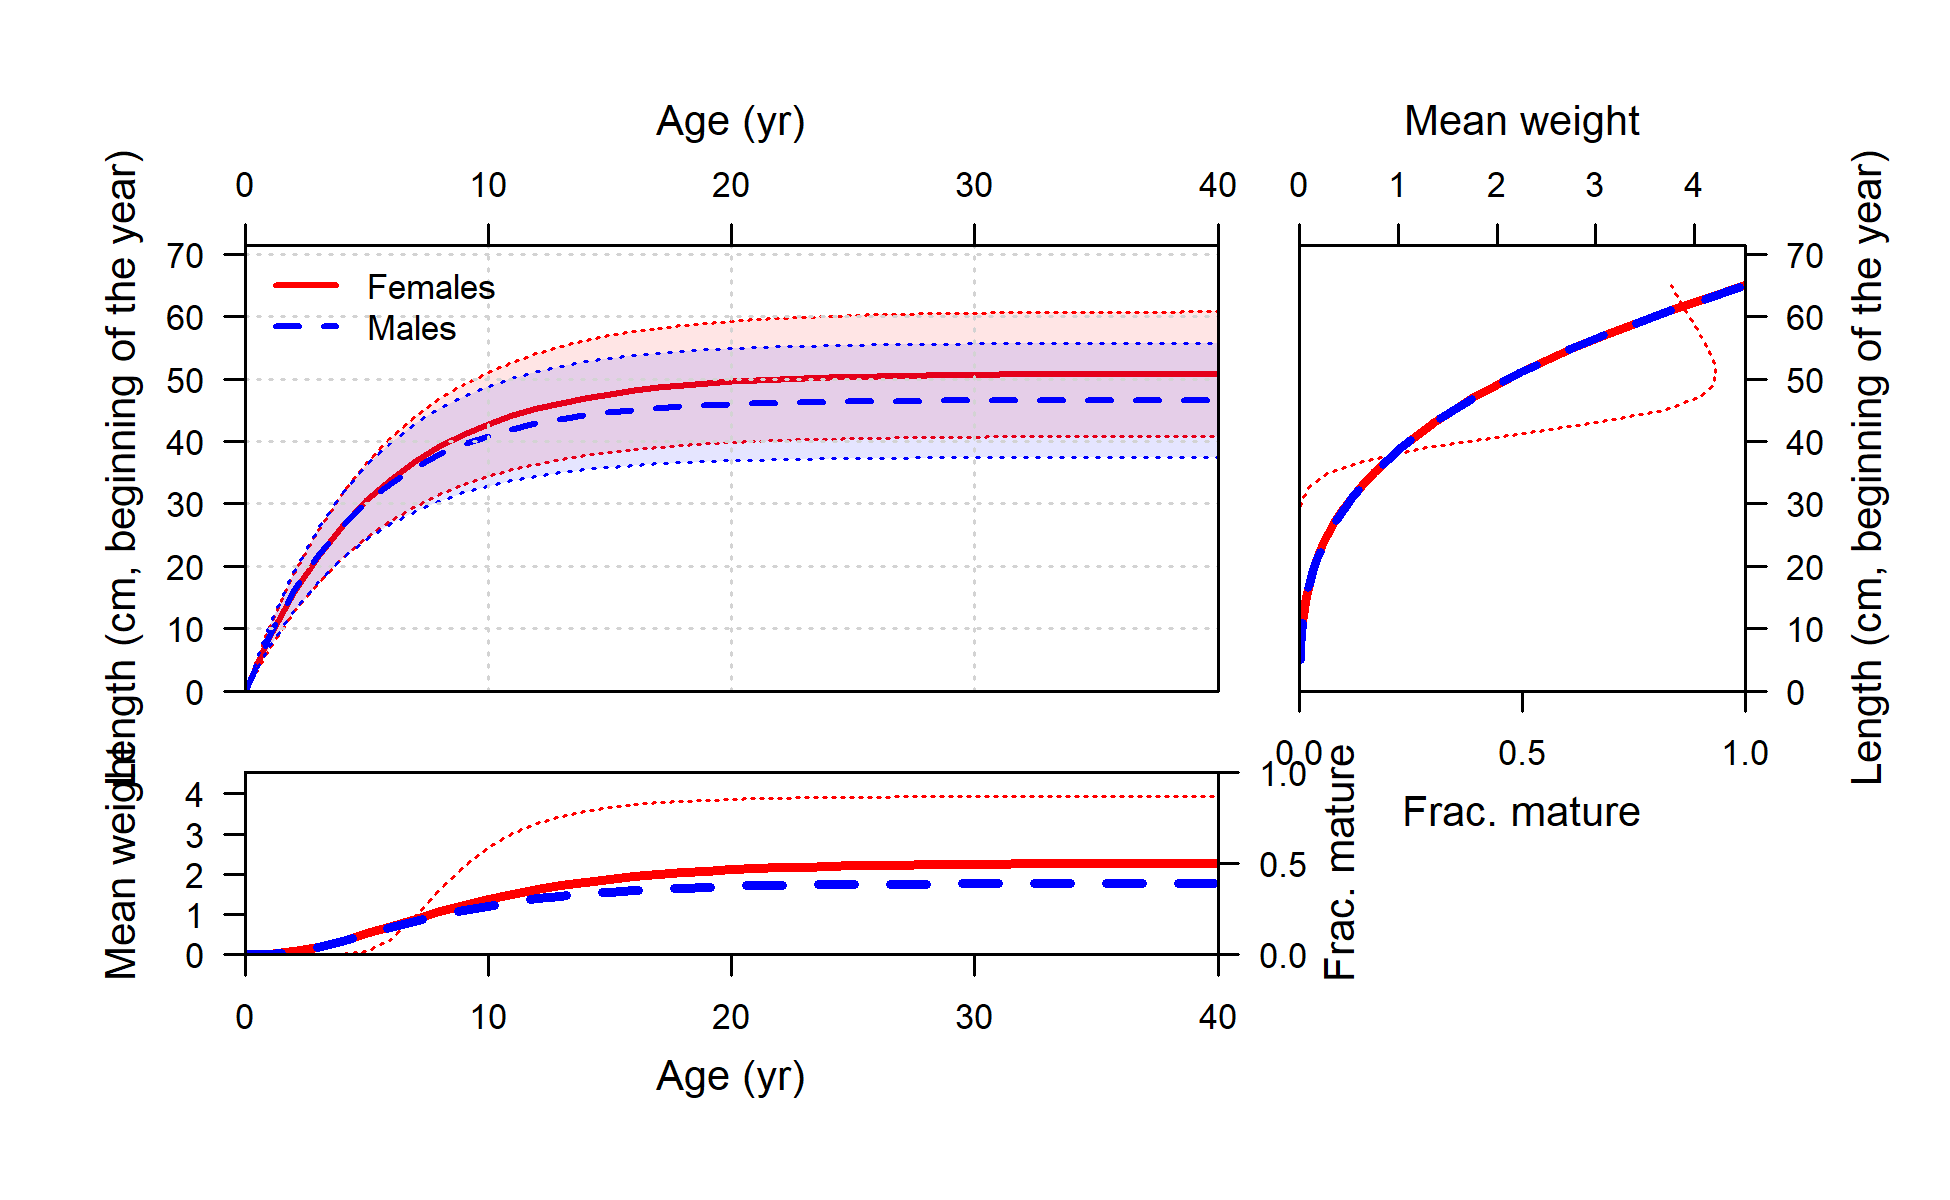 Age (yr)
Mean weight
0 10 20 30 40
0 1 2 3 4
Length (cm, beginning of the year)
70
60
50
40
30
20
10
0
Females
Males
70
60
50
40
30
20
10
0
Length (cm, beginning of the year)
0.0 0.5 1.0
Frac. mature
Mean weight
4
3
2
1
0
1.0
0.5
0.0
Frac. mature
0 10 20 30 40
Age (yr)